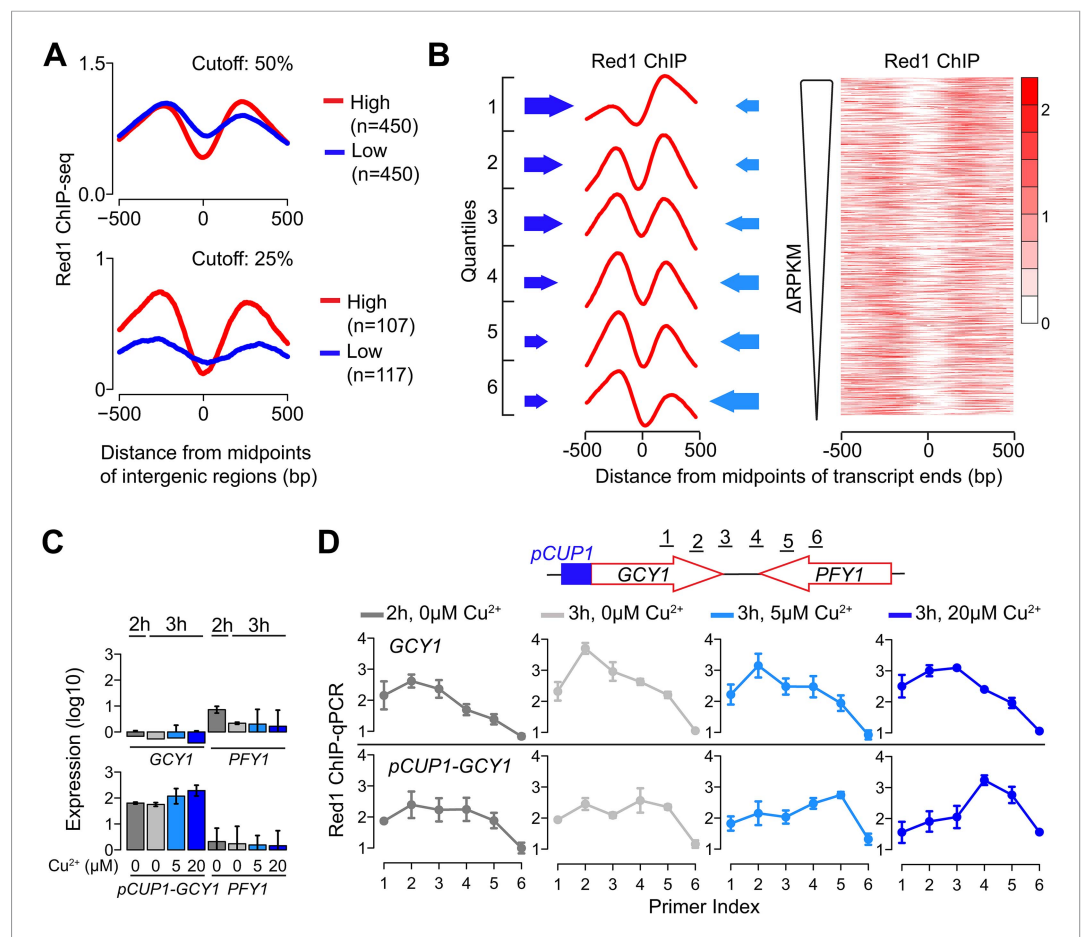 A
1.5
Cutoff: 50%
High
(n=450)
Low
(n=450)
0.0
−500 0 500
1
Cutoff: 25%
High
(n=107)
Low
(n=117)
0
−500 0 500
Red1 ChIP-seq
Distance from midpoints
of intergenic regions (bp)
B
Red1 ChIP
Red1 ChIP
Quantiles
1
2
3
4
5
6
-500 0 500
ΔRPKM
2
1
0
-500 0 500
Distance from midpoints of transcript ends (bp)
C
2h 3h 2h 3h
Expression (log10)
3
2
1
0
GCY1 PFY1
3
2
1
0
Cu²⁺ (μM) 0 0 5 20 0 0 5 20
pCUP1-GCY1 PFY1
D
1 2 3 4 5 6
pCUP1
GCY1 PFY1
2h, 0μM Cu²⁺ 3h, 0μM Cu²⁺ 3h, 5μM Cu²⁺ 3h, 20μM Cu²⁺
Red1 ChIP-qPCR
GCY1
4 4 4 4
3 3 3 3
2 2 2 2
1 1 1 1
pCUP1-GCY1
4 4 4 4
3 3 3 3
2 2 2 2
1 1 1 1
1 2 3 4 5 6 1 2 3 4 5 6 1 2 3 4 5 6 1 2 3 4 5 6
Primer Index